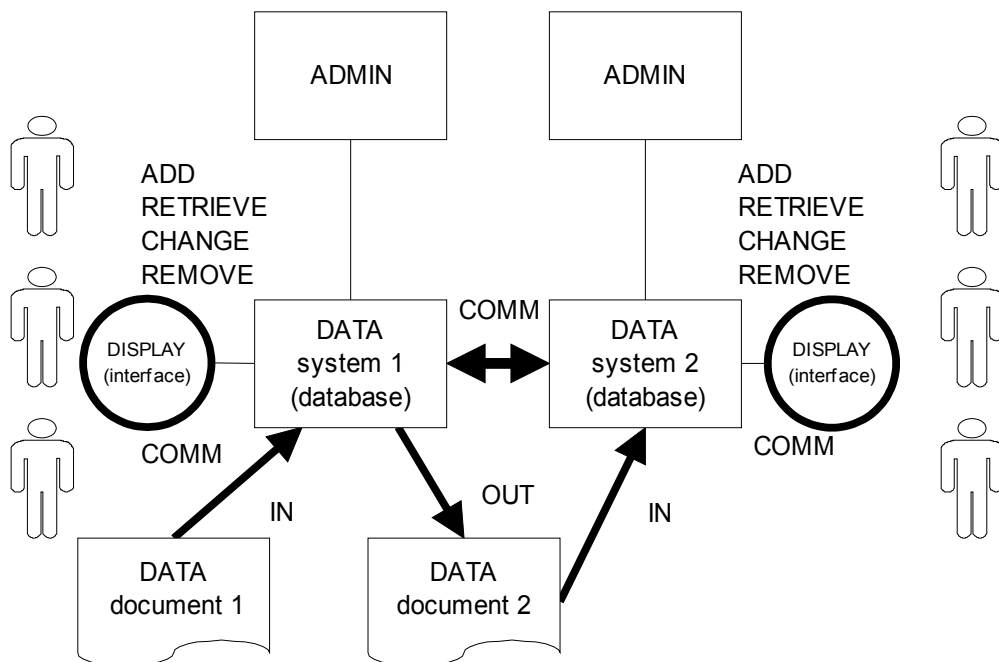 ADMIN
ADMIN
ADD
RETRIEVE
CHANGE
REMOVE
ADD
RETRIEVE
CHANGE
REMOVE
DISPLAY
(interface)
DATA
system 1
(database)
COMM
DATA
system 2
(database)
DISPLAY
(interface)
COMM
IN
OUT
IN
COMM
DATA
document 1
DATA
document 2